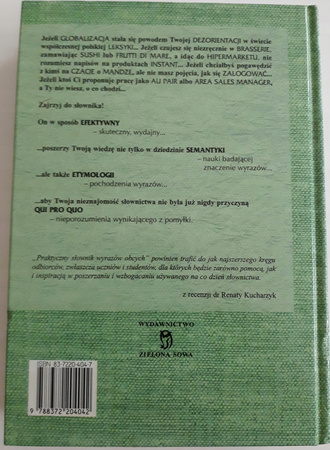 Jeżeli GLOBALIZACJA stała się powodem Twojej DEZORIENTACJI w świecie
współczesnej polskiej LEKSYKI... Jeżeli czujesz się niezręcznie w BRASSERIE,
zamawiając SUSHI lub FRUTTI DI MARE, a idąc do HIPERMARKETU, nie
rozumiesz napisów na produktach INSTANT... Jeżeli chciałbyś pogawędzić
z kimś na CZACIE o MANDZE, ale nie masz pojęcia, jak się ZALOGOWAĆ...
Jeżeli ktoś Ci proponuje pracę jako AU PAIR albo AREA SALES MANAGER,
a Ty nie wiesz, o co chodzi...
Zajrzyj do słownika!
On w sposób EFEKTYWNY
– skuteczny, wydajny...
...poszerzy Twoją wiedzę nie tylko w dziedzinie SEMANTYKI
– nauki badającej
znaczenie wyrazów...
...ale także ETYMOLOGII
– pochodzenia wyrazów...
...aby Twoja nieznajomość słownictwa nie była już nigdy przyczyną
QUI PRO QUO
– nieporozumienia wynikającego z pomyłki.
„Praktyczny słownik wyrazów obcych" powinien trafić do jak najszerszego kręgu
odbiorców, zwłaszcza uczniów i studentów, dla których będzie zarówno pomocą, jak
i inspiracją w poszerzaniu i wzbogacaniu używanego na co dzień słownictwa.
z recenzji dr Renaty Kucharzyk
WYDAWNICTWO
ZIELONA SOWA
ISBN 83-7220-404-7
9 788372 204042